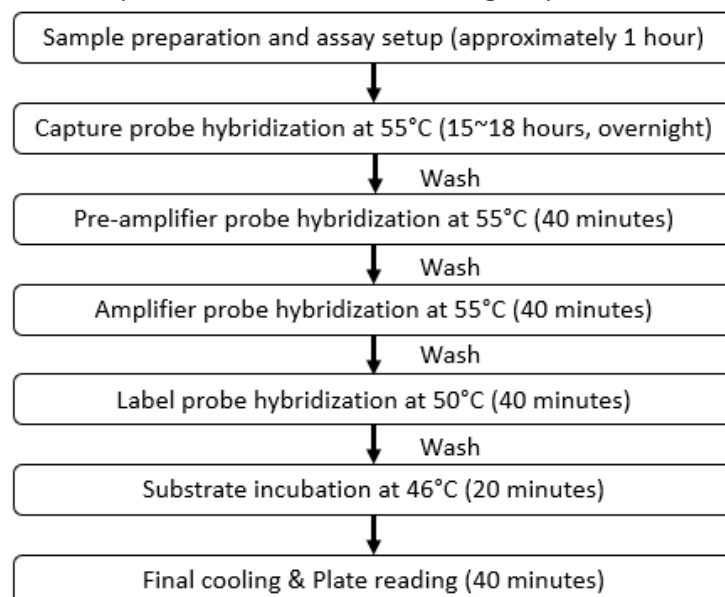 Sample preparation and assay setup (approximately 1 hour)
Capture probe hybridization at 55°C (15~18 hours, overnight)
Wash
Pre-amplifier probe hybridization at 55°C (40 minutes)
Wash
Amplifier probe hybridization at 55°C (40 minutes)
Wash
Label probe hybridization at 50°C (40 minutes)
Wash
Substrate incubation at 46°C (20 minutes)
Final cooling & Plate reading (40 minutes)